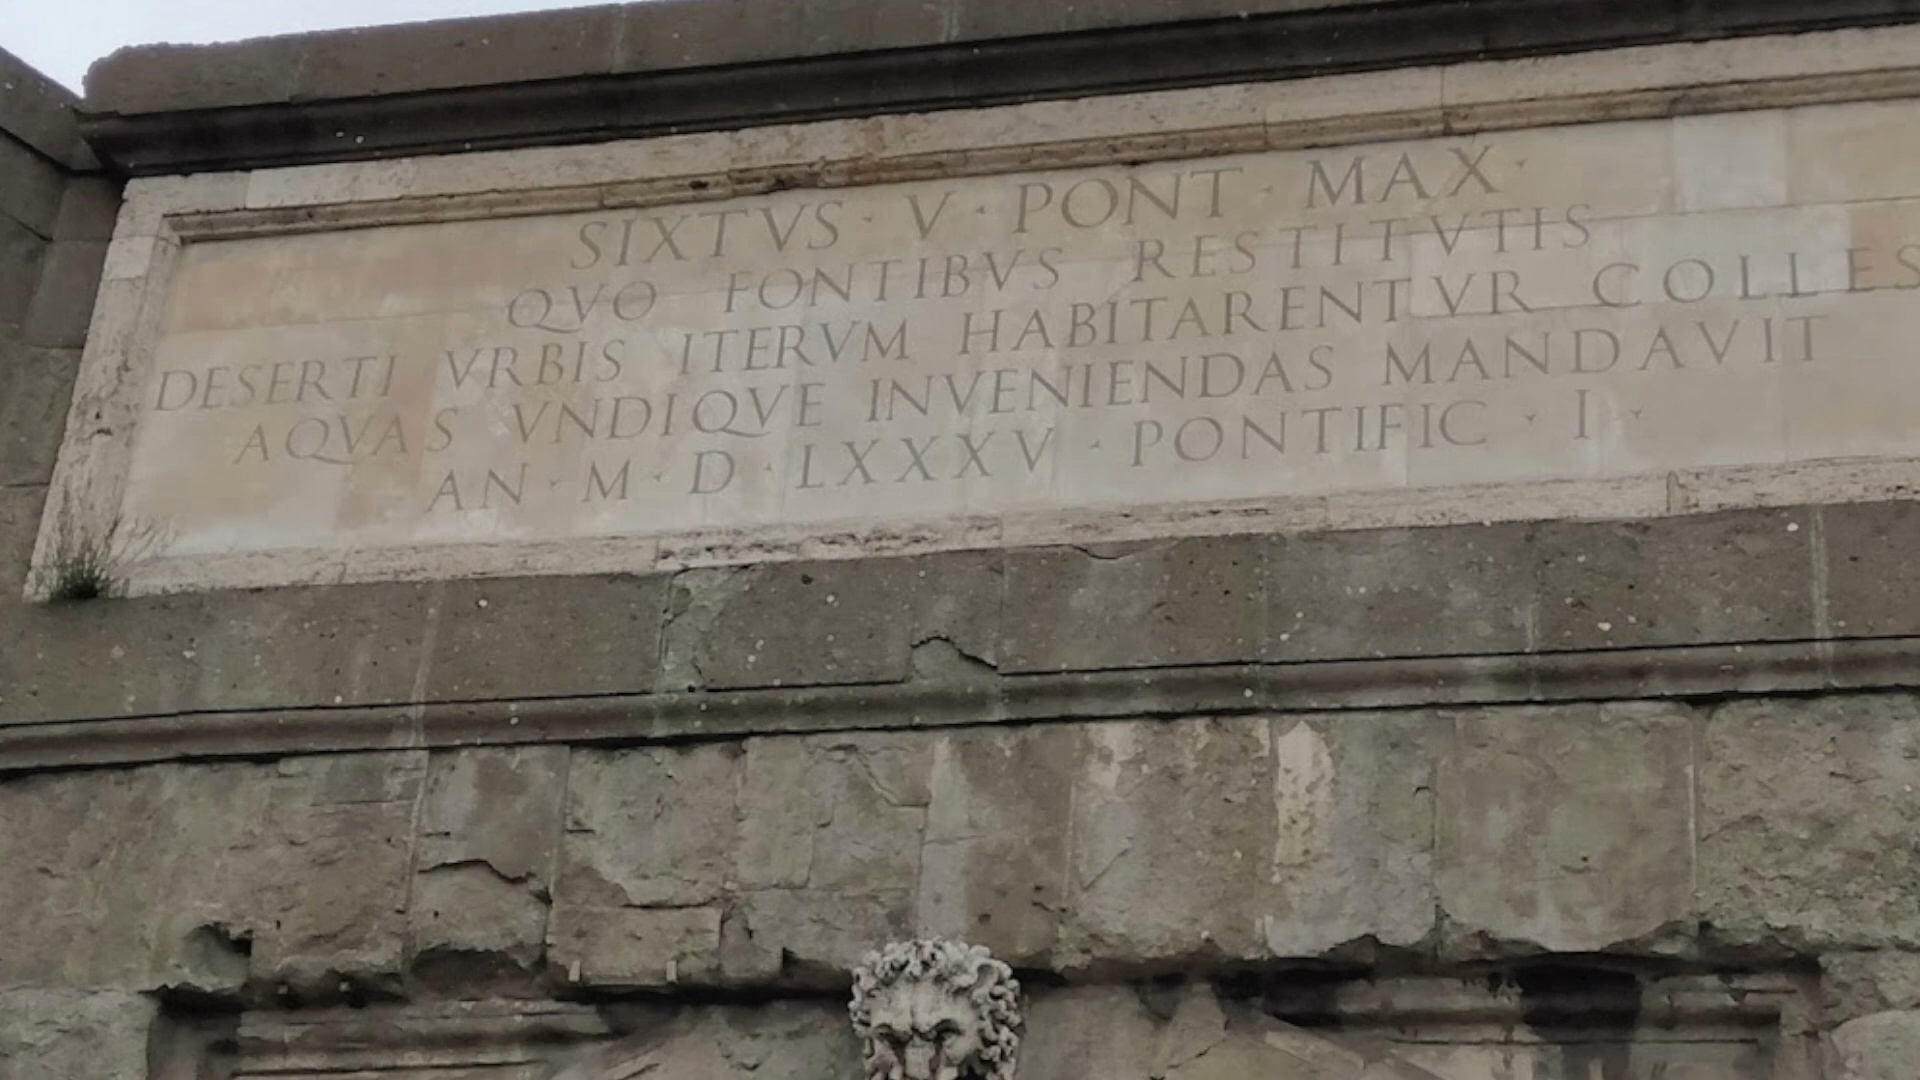 SIXTVS · V · PONT · MAX ·
QVO FONTIBVS RESTITVTIS
DESERTI VRBIS ITERVM HABITARENTVR COLLES
AQVAS VNDIQVE INVENIENDAS MANDAVIT
AN · M · D · LXXXV · PONTIFIC · I ·